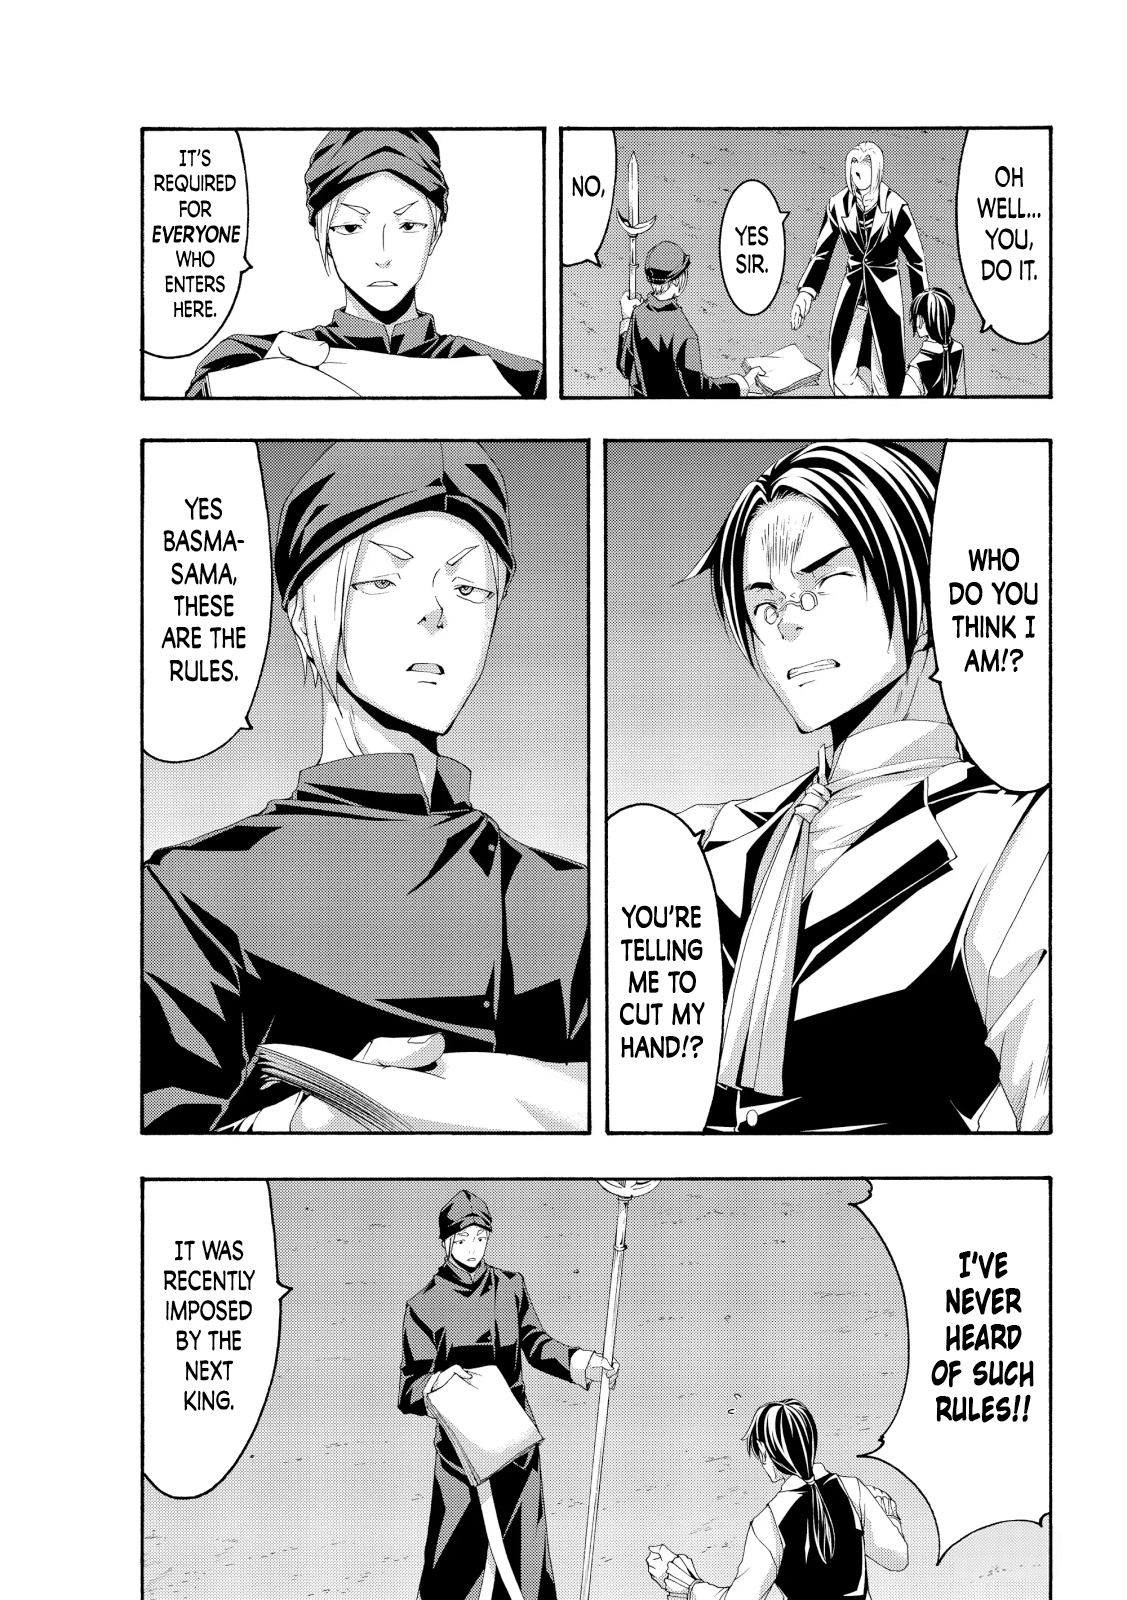 OH
WELL...
YOU,
DO IT.
YES
SIR.
NO,
IT'S
REQUIRED
FOR
EVERYONE
WHO
ENTERS
HERE.
WHO
DO YOU
THINK I
AM!?
YOU'RE
TELLING
ME TO
CUT MY
HAND!?
YES
BASMA-
SAMA,
THESE
ARE THE
RULES.
I'VE
NEVER
HEARD
OF SUCH
RULES!!
IT WAS
RECENTLY
IMPOSED
BY THE
NEXT
KING.